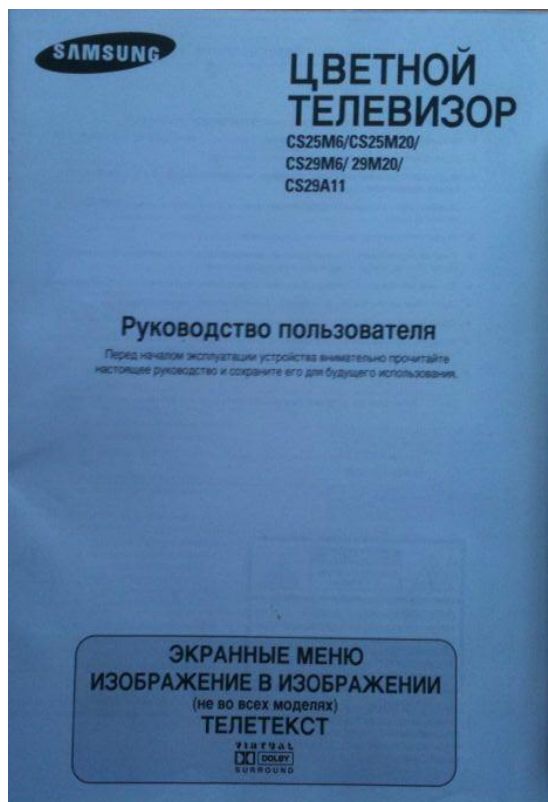 SAMSUNG
ЦВЕТНОЙ
ТЕЛЕВИЗОР
CS25M6/CS25M20/
CS29M6/ 29M20/
CS29A11
Руководство пользователя
Перед началом эксплуатации устройства внимательно прочитайте
настоящее руководство и сохраните его для будущего использования.
ЭКРАННЫЕ МЕНЮ
ИЗОБРАЖЕНИЕ В ИЗОБРАЖЕНИИ
(не во всех моделях)
ТЕЛЕТЕКСТ
VIRTUAL
DOLBY
SURROUND